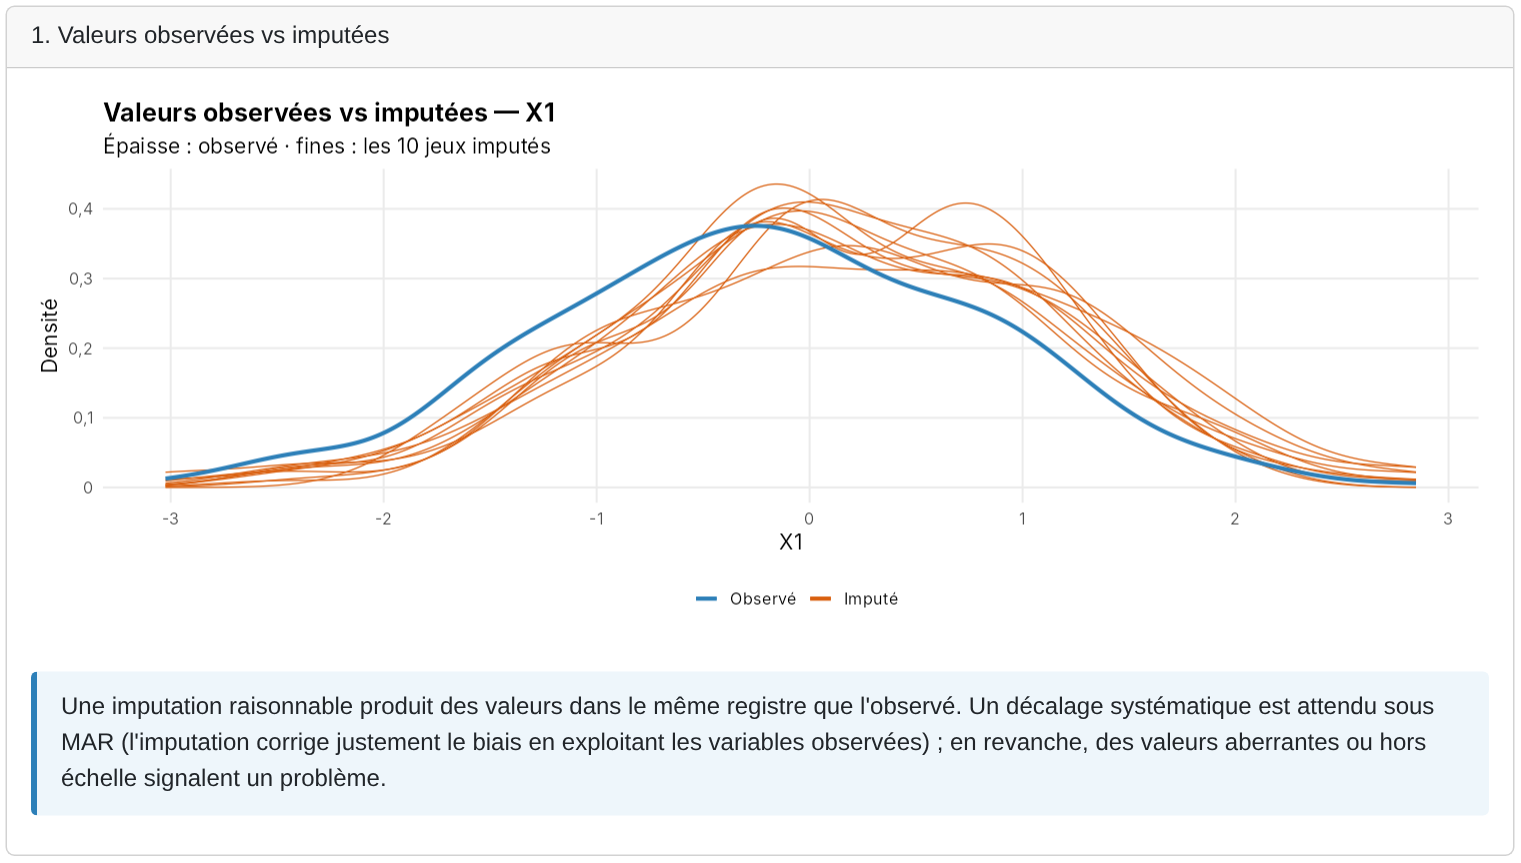 1. Valeurs observées vs imputées
Valeurs observées vs imputées — X1
Épaisse : observé · fines : les 10 jeux imputés
Densité
0,4
0,3
0,2
0,1
0
-3 -2 -1 0 1 2 3
X1
Observé Imputé
Une imputation raisonnable produit des valeurs dans le même registre que l'observé. Un décalage systématique est attendu sous
MAR (l'imputation corrige justement le biais en exploitant les variables observées) ; en revanche, des valeurs aberrantes ou hors
échelle signalent un problème.